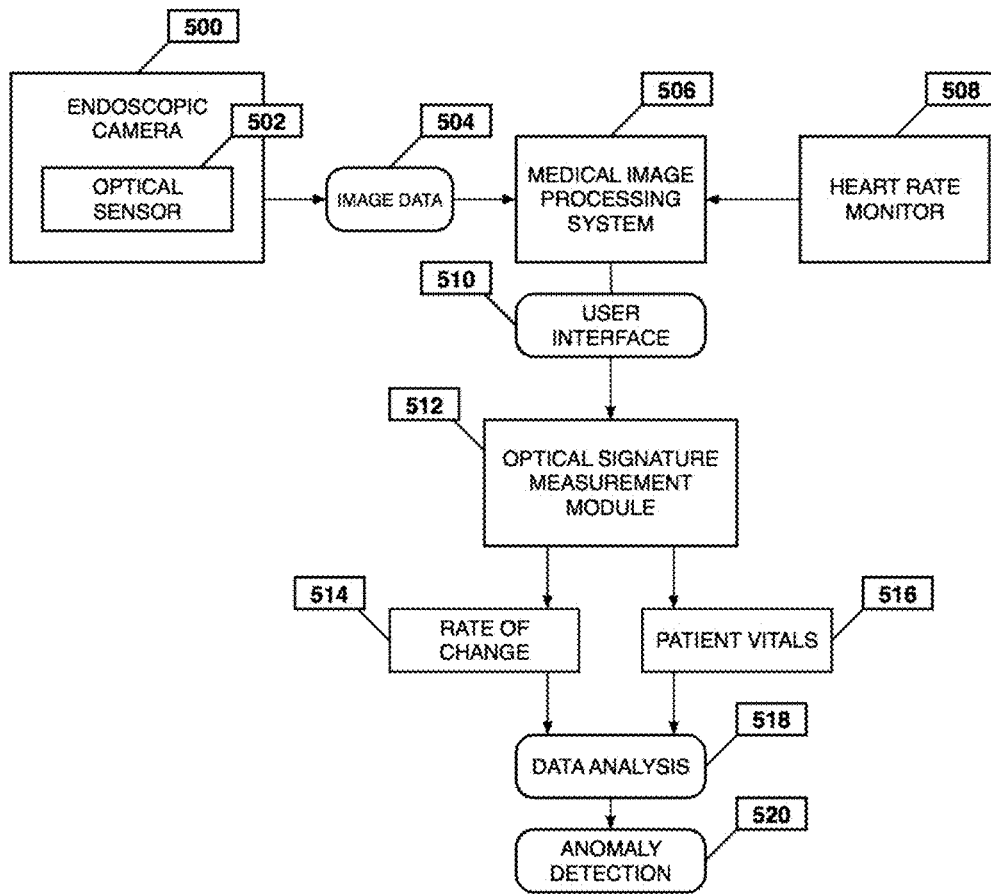 500
ENDOSCOPIC
CAMERA
502
OPTICAL
SENSOR
504
IMAGE DATA
506
MEDICAL IMAGE
PROCESSING
SYSTEM
508
HEART RATE
MONITOR
510
USER
INTERFACE
512
OPTICAL SIGNATURE
MEASUREMENT
MODULE
514
RATE OF
CHANGE
516
PATIENT VITALS
518
DATA ANALYSIS
520
ANOMALY
DETECTION